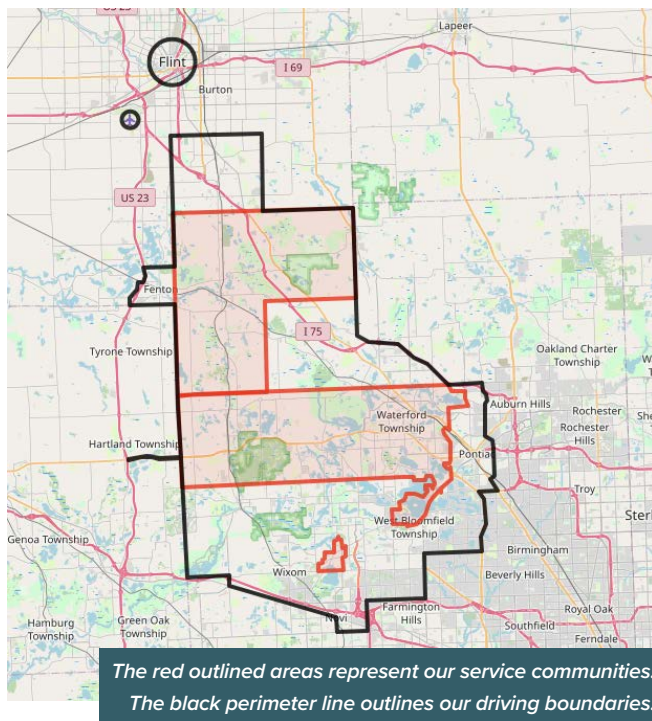 US 23
Lapeer
Flint
I 69
Burton
US 23
Fenton
I 75
Tyrone Township
Oakland Charter
Township
Auburn Hills
Waterford
Township
Rochester
Rochester
Hills
Hartland Township
Pontiac
Troy
Sterl
West Bloomfield
Township
Genoa Township
Birmingham
Wixom
Beverly Hills
Hamburg
Township
Green Oak
Township
Novi
Farmington
Hills
Royal Oak
Southfield
Ferndale
The red outlined areas represent our service communities.
The black perimeter line outlines our driving boundaries.